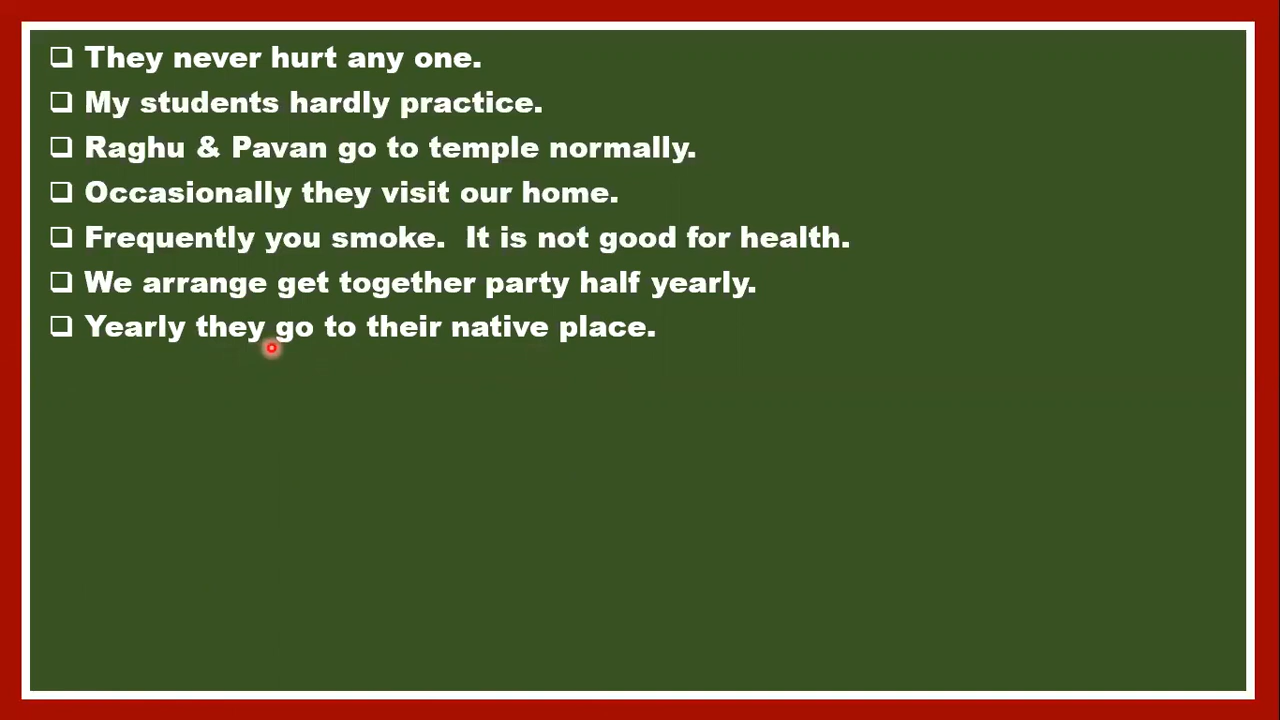 ❑ They never hurt any one.
❑ My students hardly practice.
❑ Raghu & Pavan go to temple normally.
❑ Occasionally they visit our home.
❑ Frequently you smoke.  It is not good for health.
❑ We arrange get together party half yearly.
❑ Yearly they go to their native place.